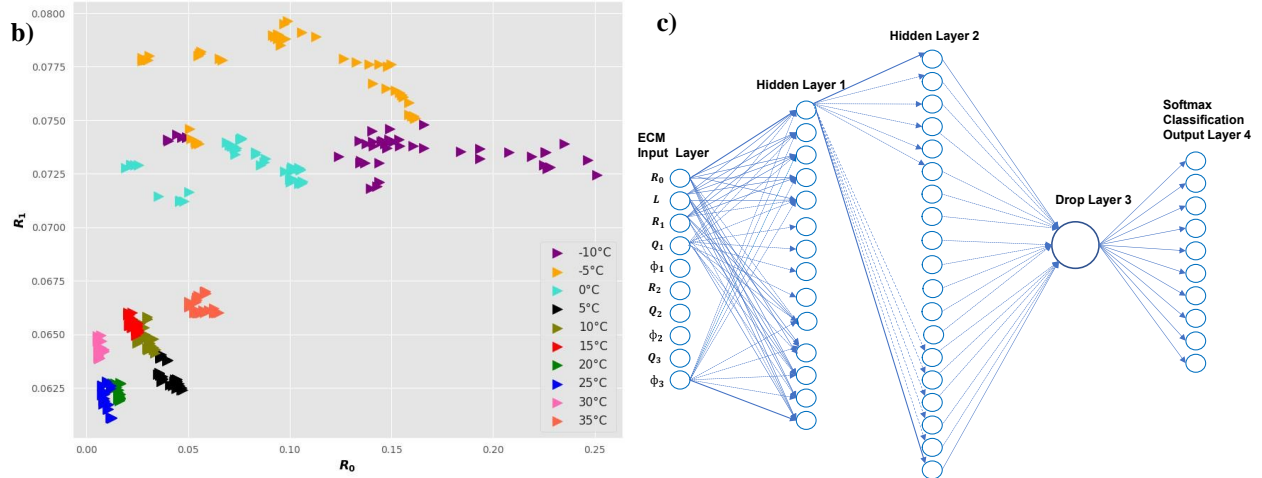 b)
0.0800
0.0775
0.0750
0.0725
0.0700
0.0675
0.0650
0.0625
R₁
0.00
0.05
0.10
0.15
0.20
0.25
R₀
-10°C
-5°C
0°C
5°C
10°C
15°C
20°C
25°C
30°C
35°C
c)
ECM
Input Layer
R₀
L
R₁
Q₁
ϕ₁
R₂
Q₂
ϕ₂
Q₃
ϕ₃
Hidden Layer 1
Hidden Layer 2
Drop Layer 3
Softmax
Classification
Output Layer 4